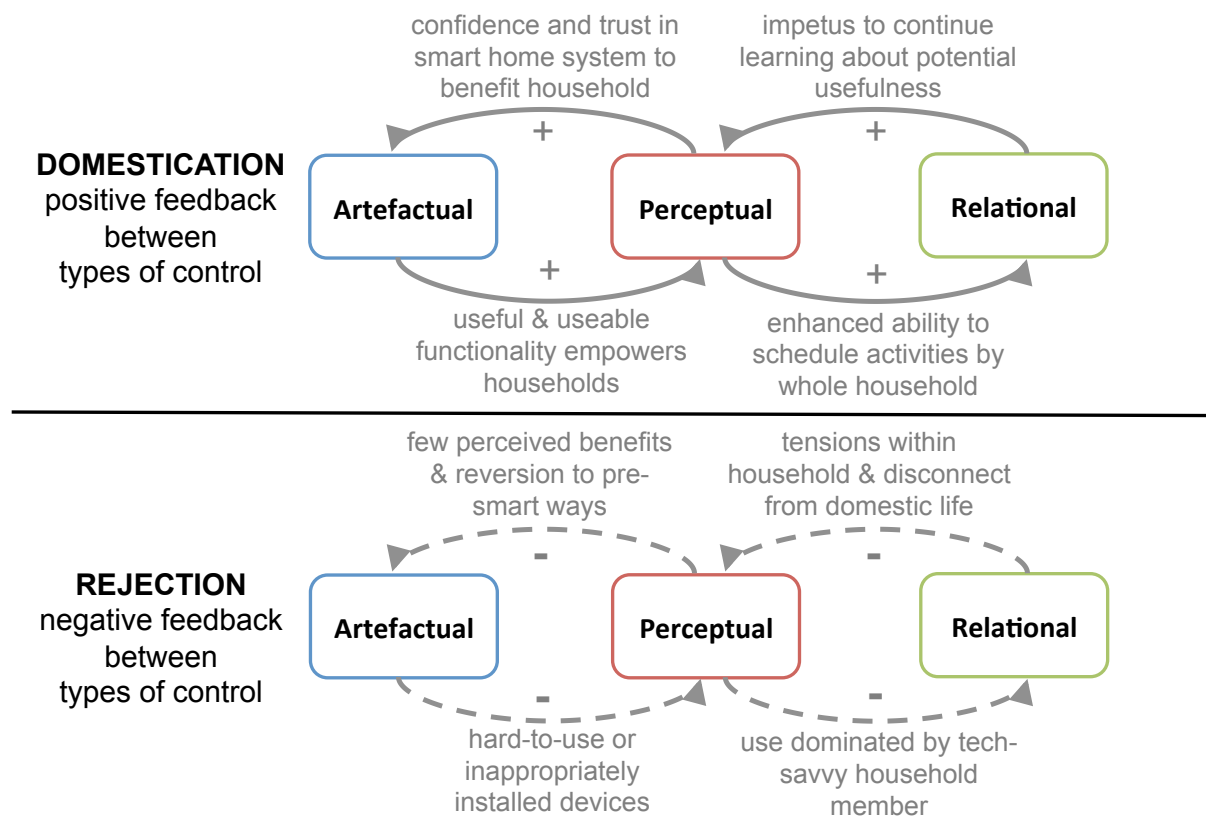 confidence and trust in
smart home system to
benefit household
impetus to continue
learning about potential
usefulness
+
+
DOMESTICATION
positive feedback
between
types of control
Artefactual
Perceptual
Relational
+
+
useful & useable
functionality empowers
households
enhanced ability to
schedule activities by
whole household
few perceived benefits
& reversion to pre-
smart ways
tensions within
household & disconnect
from domestic life
-
-
REJECTION
negative feedback
between
types of control
Artefactual
Perceptual
Relational
-
-
hard-to-use or
inappropriately
installed devices
use dominated by tech-
savvy household
member